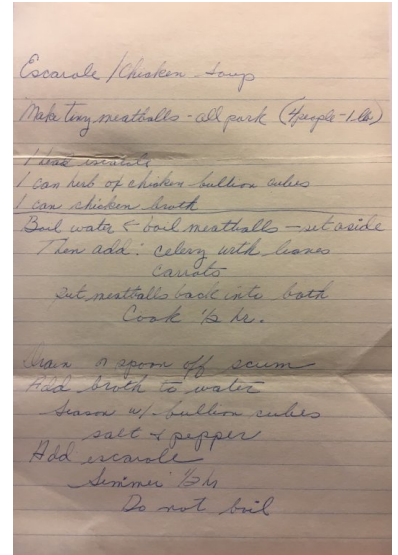 Escarole / Chicken Soup
Make tiny meatballs - all pork (4 people - 1 lb)
1 head escarole
1 can herb of chicken bullion cubes
1 can chicken broth
Boil water & boil meatballs - set aside
Then add: celery with leaves
carrots
put meatballs back into both
Cook 1/2 hr.
Drain or spoon off scum
Add broth to water
Season w/ bullion cubes
salt & pepper
Add escarole
Simmer 1/2 hr
Do not boil